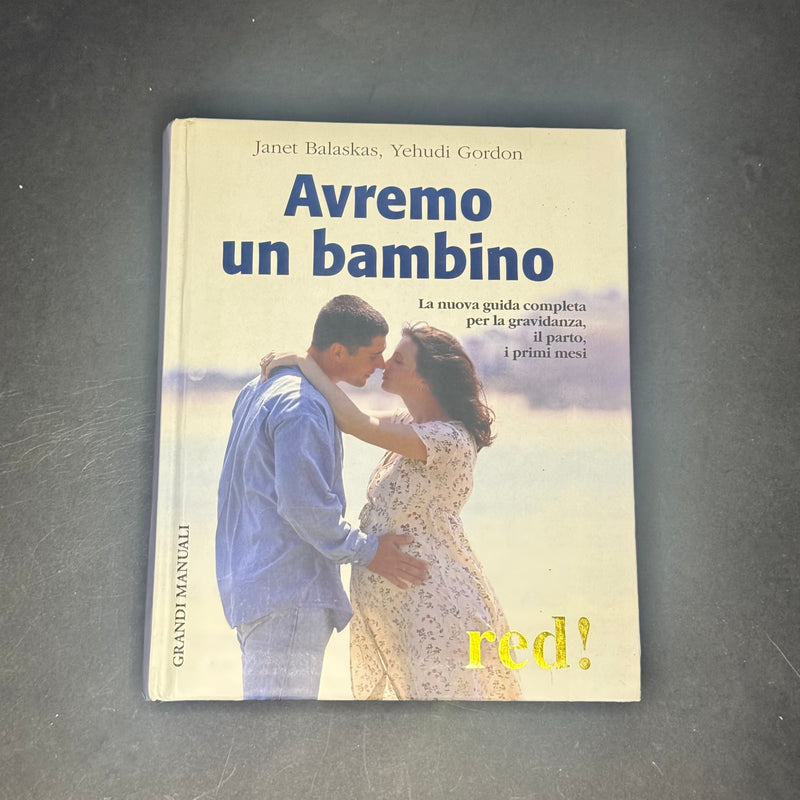 Janet Balaskas, Yehudi Gordon
Avremo
un bambino
La nuova guida completa
per la gravidanza,
il parto,
i primi mesi
GRANDI MANUALI
red!